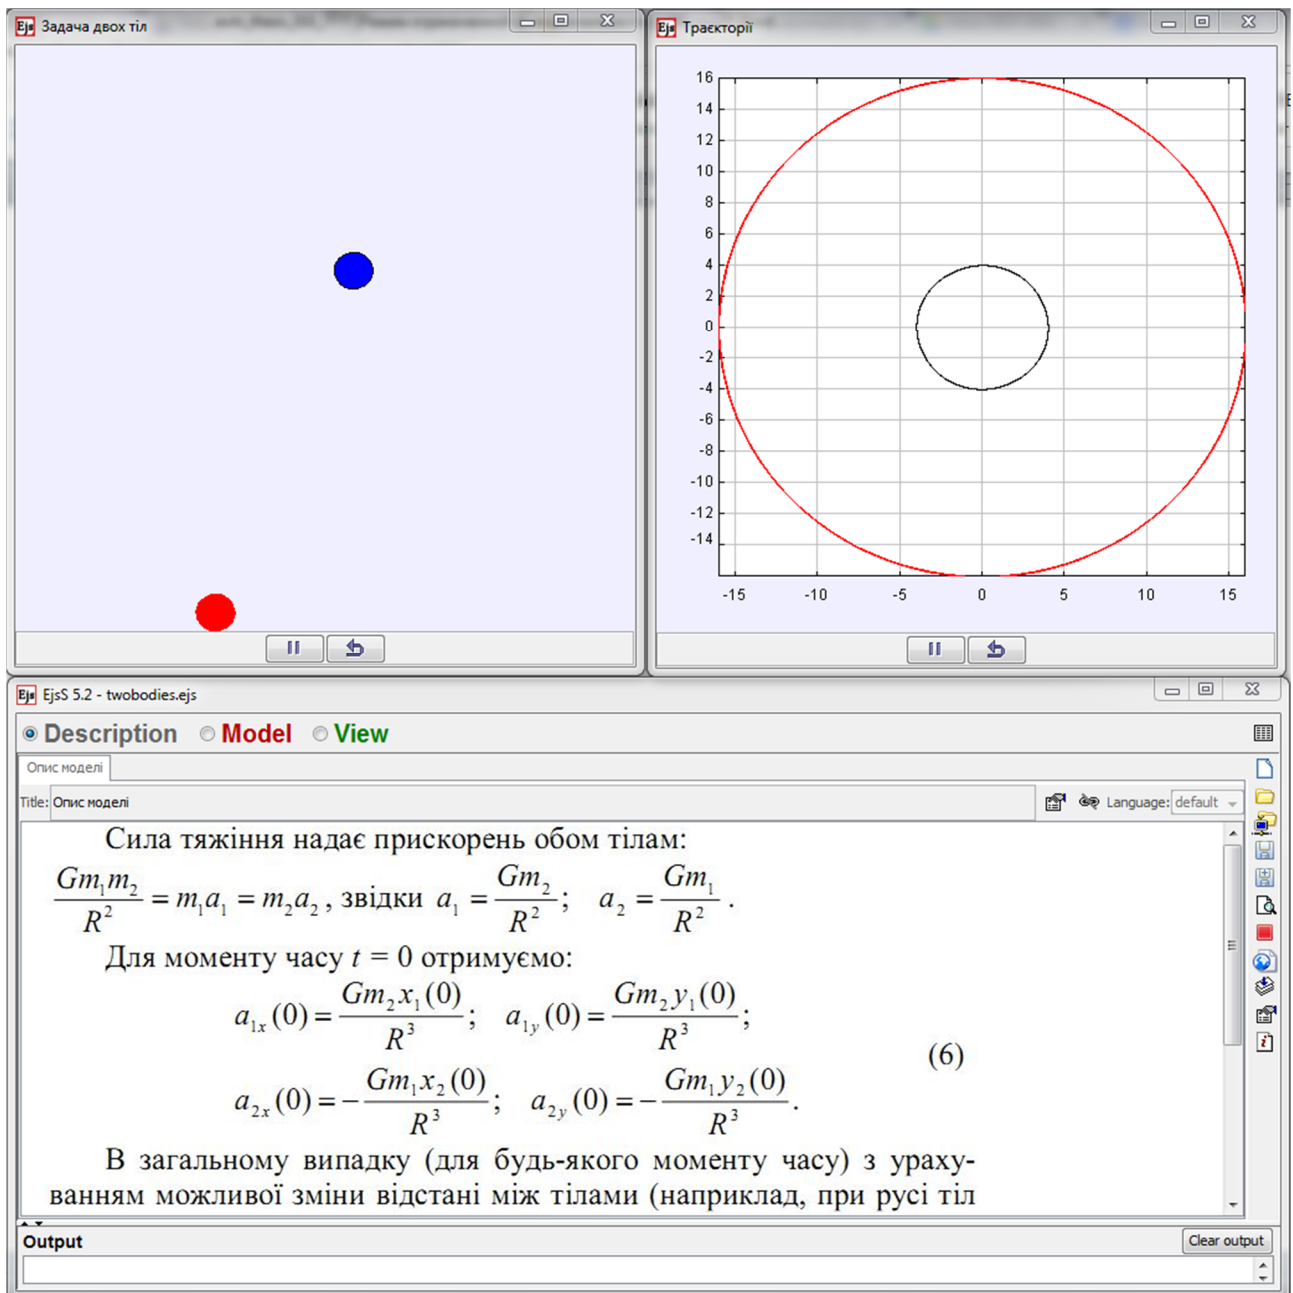 Ejs Задача двох тіл
Ejs Траєкторії
16
14
12
10
8
6
4
2
0
-2
-4
-6
-8
-10
-12
-14
-15 -10 -5 0 5 10 15
Ejs EjsS 5.2 - twobodies.ejs
Description Model View
Опис моделі
Title: Опис моделі
Language: default
Сила тяжіння надає прискорень обом тілам:
Gm₁m₂/R² = m₁a₁ = m₂a₂, звідки a₁ = Gm₂/R²; a₂ = Gm₁/R².
Для моменту часу t = 0 отримуємо:
a₁ₓ(0) = Gm₂x₁(0)/R³; a₁ᵧ(0) = Gm₂y₁(0)/R³;
(6)
a₂ₓ(0) = −Gm₁x₂(0)/R³; a₂ᵧ(0) = −Gm₁y₂(0)/R³.
В загальному випадку (для будь-якого моменту часу) з ураху-
ванням можливої зміни відстані між тілами (наприклад, при русі тіл
Output
Clear output